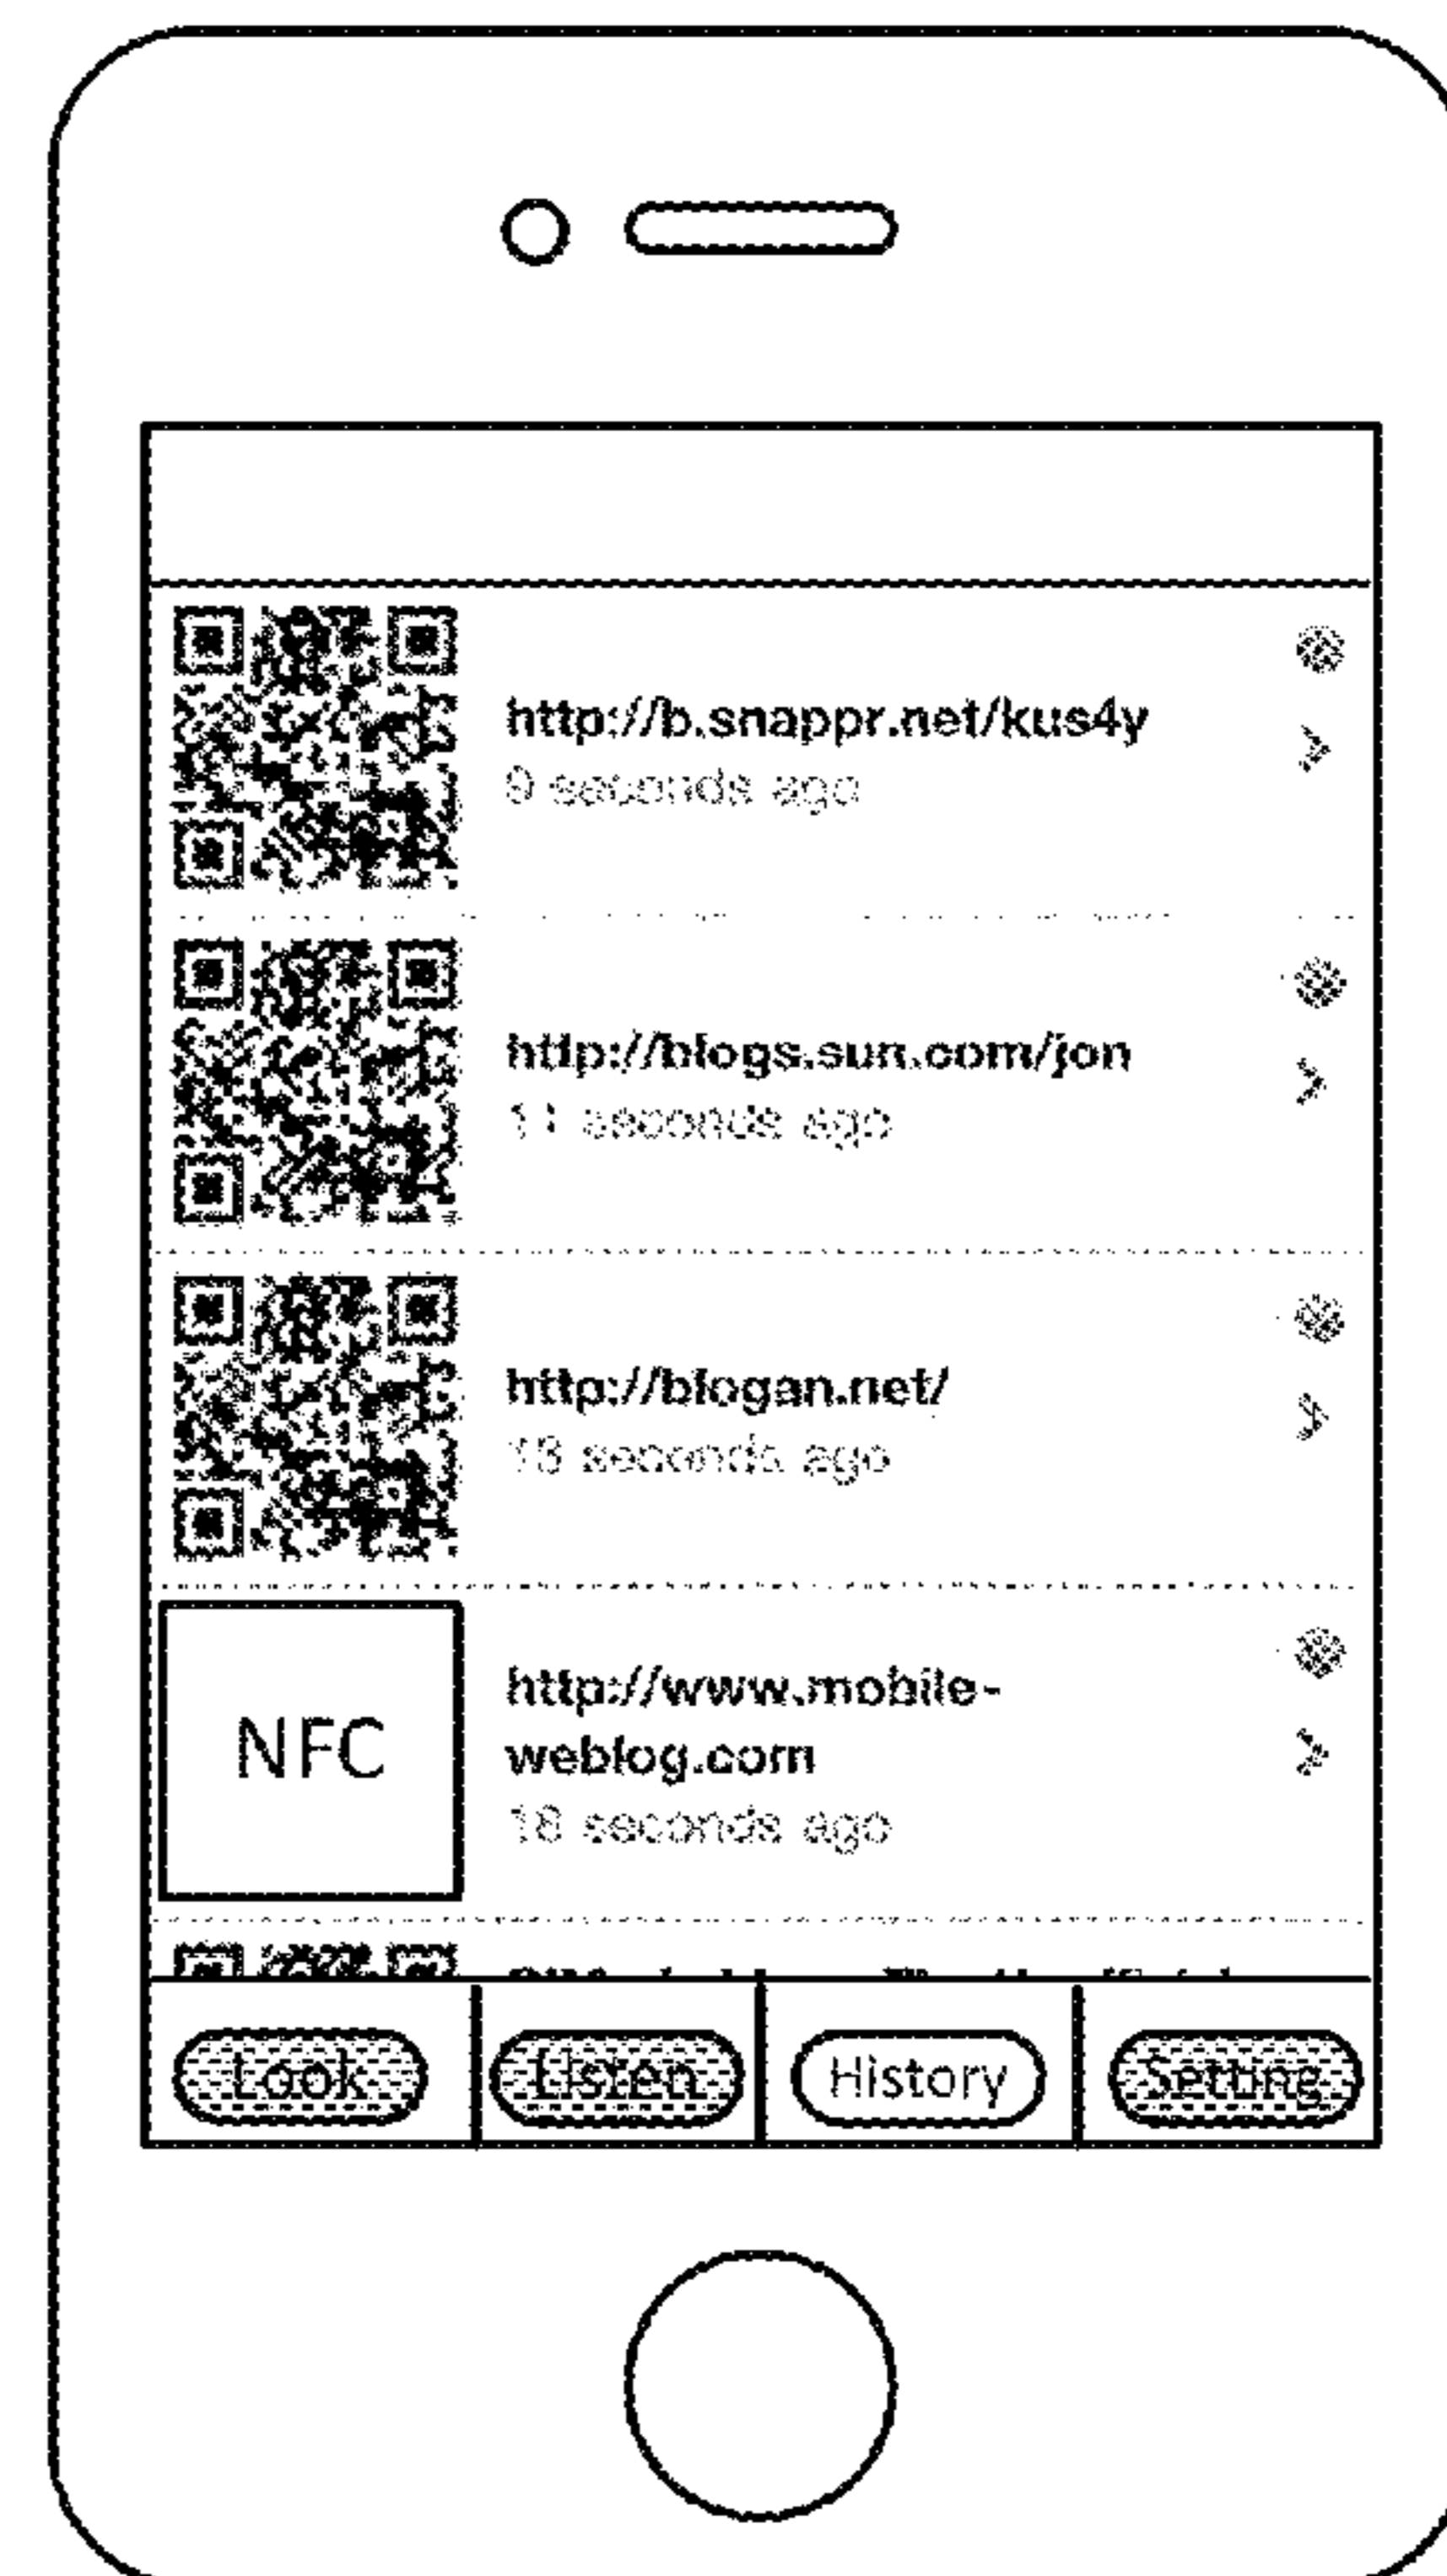 http://b.snappr.net/kus4y
9 seconds ago
http://blogs.sun.com/jon
11 seconds ago
http://blogan.net/
seconds ago
NFC
http://www.mobile-
weblog.com
18 seconds ago
Look
Listen
History
Setting